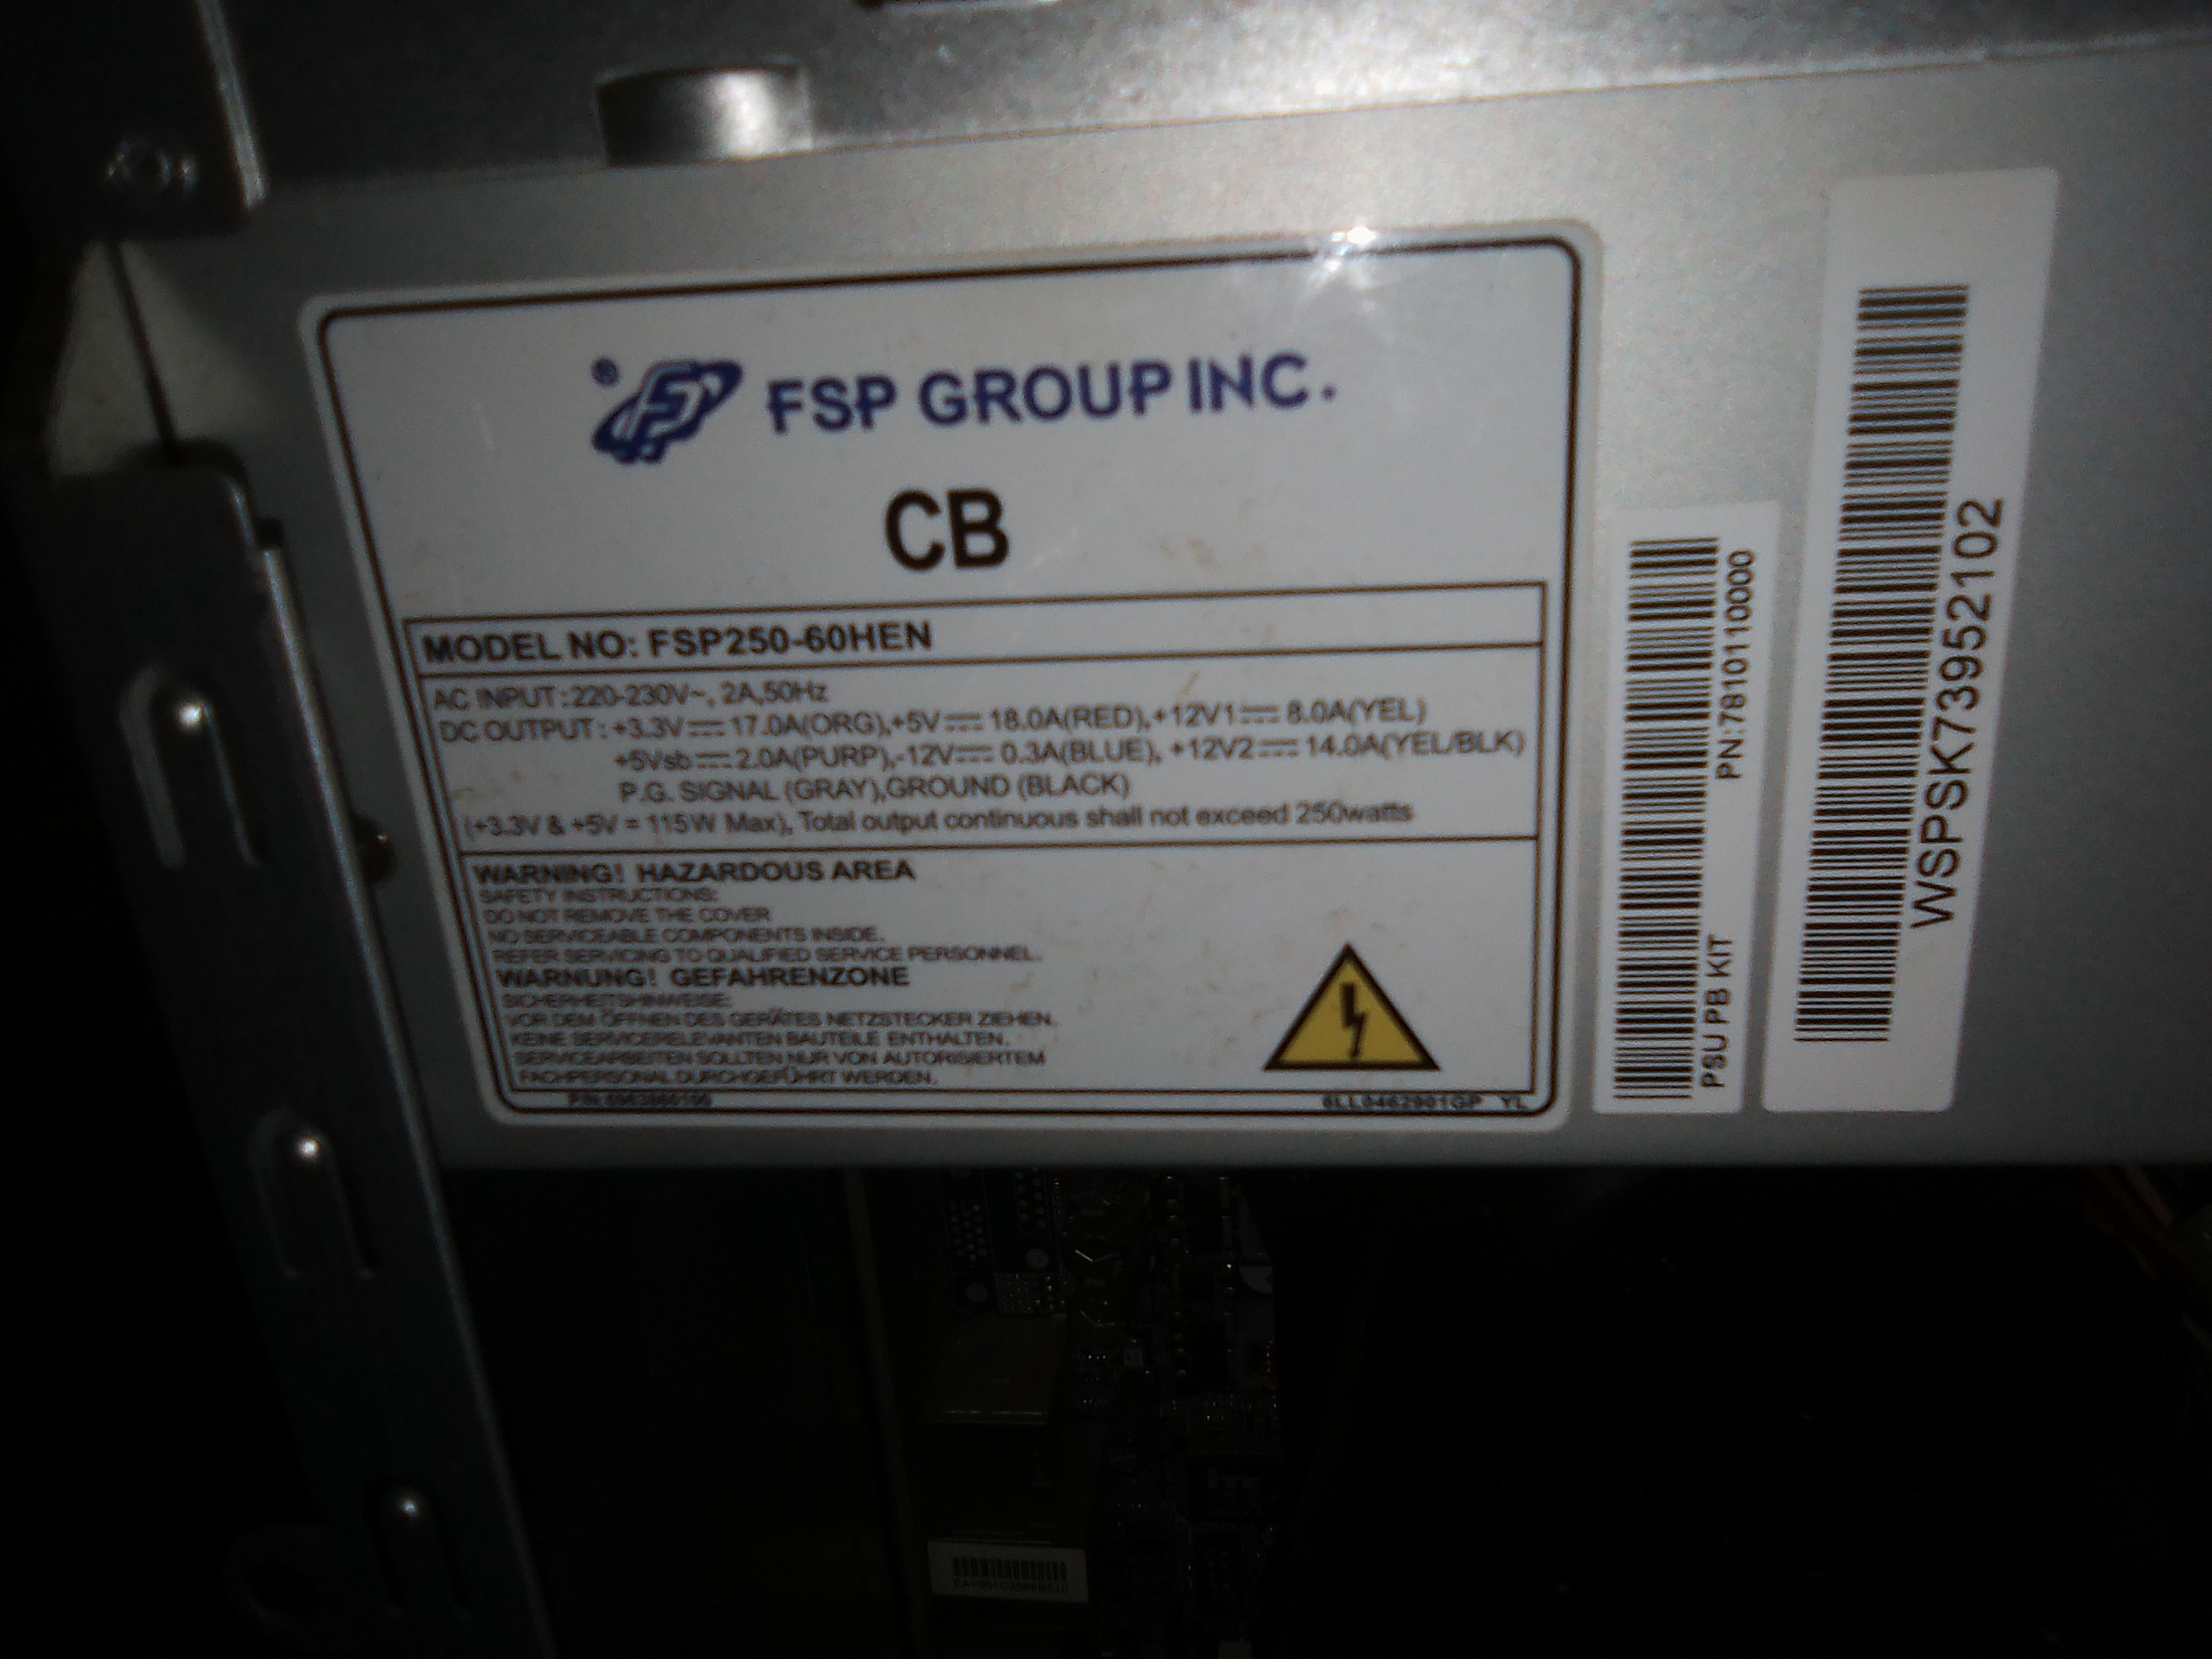 ® FSP GROUP INC.
CB
MODEL NO: FSP250-60HEN
AC INPUT: 220-230V~, 2A,50Hz
DC OUTPUT: +3.3V⎓17.0A(ORG),+5V⎓18.0A(RED),+12V1⎓8.0A(YEL)
+5Vsb⎓2.0A(PURP),-12V⎓0.3A(BLUE), +12V2⎓14.0A(YEL/BLK)
P.G. SIGNAL (GRAY),GROUND (BLACK)
(+3.3V & +5V = 115W Max), Total output continuous shall not exceed 250watts
WARNING! HAZARDOUS AREA
SAFETY INSTRUCTIONS:
DO NOT REMOVE THE COVER
NO SERVICEABLE COMPONENTS INSIDE.
REFER SERVICING TO QUALIFIED SERVICE PERSONNEL.
WARNUNG! GEFAHRENZONE
SICHERHEITSHINWEISE:
VOR DEM ÖFFNEN DES GERÄTES NETZSTECKER ZIEHEN.
KEINE SERVICERELEVANTEN BAUTEILE ENTHALTEN.
SERVICEARBEITEN SOLLTEN NUR VON AUTORISIERTEM
FACHPERSONAL DURCHGEFÜHRT WERDEN.
P/N:
YL
PSU PB KIT PN:7810110000
WSPSK73952102